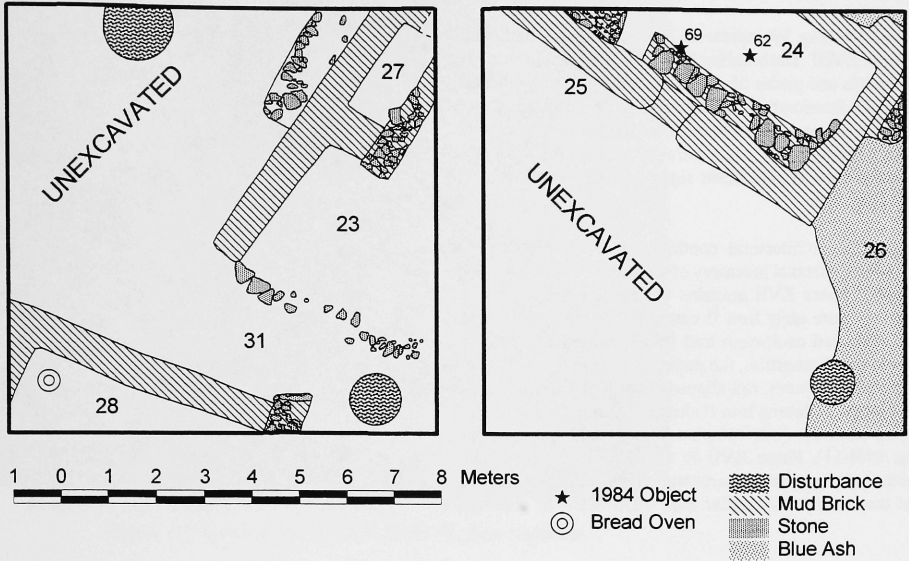 27
UNEXCAVATED
23
31
28
69
62
24
25
UNEXCAVATED
26
1 0 1 2 3 4 5 6 7 8 Meters
1984 Object
Bread Oven
Disturbance
Mud Brick
Stone
Blue Ash